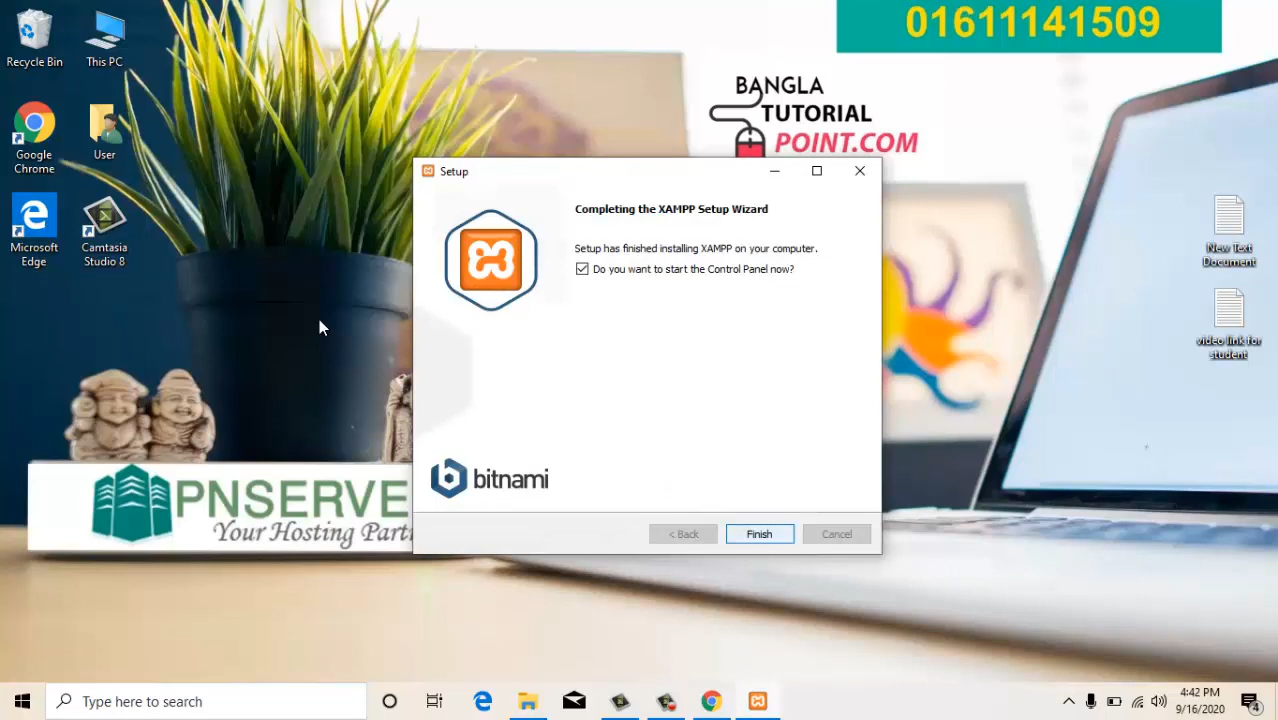 01611141509
Recycle Bin
This PC
BANGLA
TUTORIAL
POINT.COM
Google
Chrome
User
Setup
Completing the XAMPP Setup Wizard
Setup has finished installing XAMPP on your computer.
Do you want to start the Control Panel now?
Microsoft
Edge
Camtasia
Studio 8
New Text
Document
video link for
student
bitnami
PNSERVE
Your Hosting Partn
< Back
Finish
Cancel
Type here to search
4:42 PM
9/16/2020
4